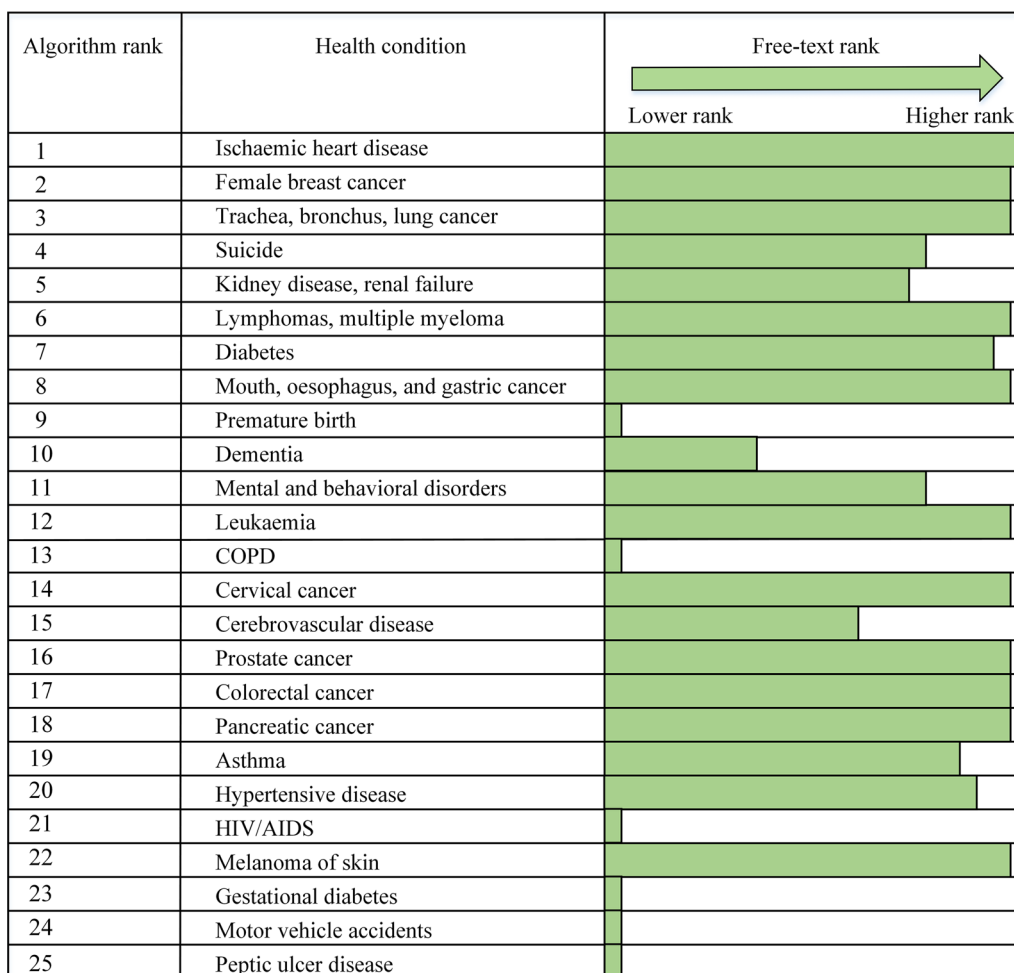 Algorithm rank Health condition Free-text rank
Lower rank Higher rank
1 Ischaemic heart disease
2 Female breast cancer
3 Trachea, bronchus, lung cancer
4 Suicide
5 Kidney disease, renal failure
6 Lymphomas, multiple myeloma
7 Diabetes
8 Mouth, oesophagus, and gastric cancer
9 Premature birth
10 Dementia
11 Mental and behavioral disorders
12 Leukaemia
13 COPD
14 Cervical cancer
15 Cerebrovascular disease
16 Prostate cancer
17 Colorectal cancer
18 Pancreatic cancer
19 Asthma
20 Hypertensive disease
21 HIV/AIDS
22 Melanoma of skin
23 Gestational diabetes
24 Motor vehicle accidents
25 Peptic ulcer disease